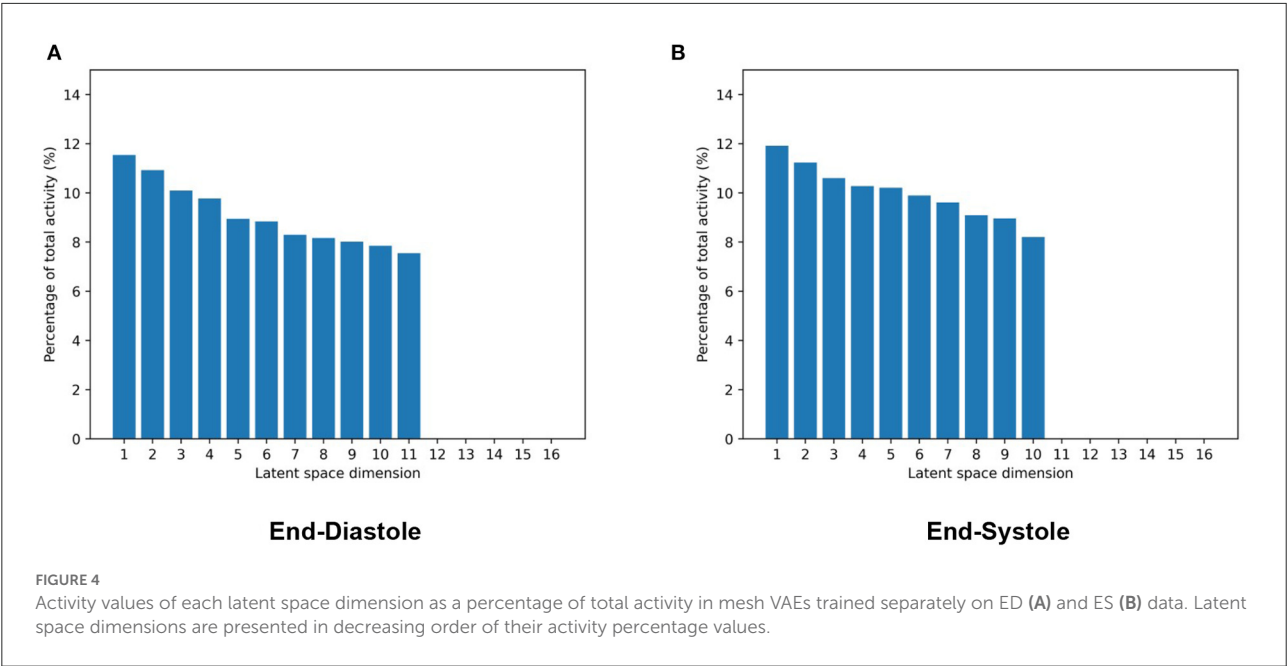 A
14
12
10
8
6
4
2
0
Percentage of total activity (%)
1 2 3 4 5 6 7 8 9 10 11 12 13 14 15 16
Latent space dimension
End-Diastole
B
14
12
10
8
6
4
2
0
Percentage of total activity (%)
1 2 3 4 5 6 7 8 9 10 11 12 13 14 15 16
Latent space dimension
End-Systole
FIGURE 4
Activity values of each latent space dimension as a percentage of total activity in mesh VAEs trained separately on ED (A) and ES (B) data. Latent
space dimensions are presented in decreasing order of their activity percentage values.